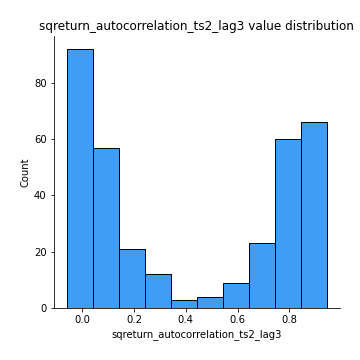 sqreturn_autocorrelation_ts2_lag3 value distribution
80
60
40
20
0
Count
0.0 0.2 0.4 0.6 0.8
sqreturn_autocorrelation_ts2_lag3